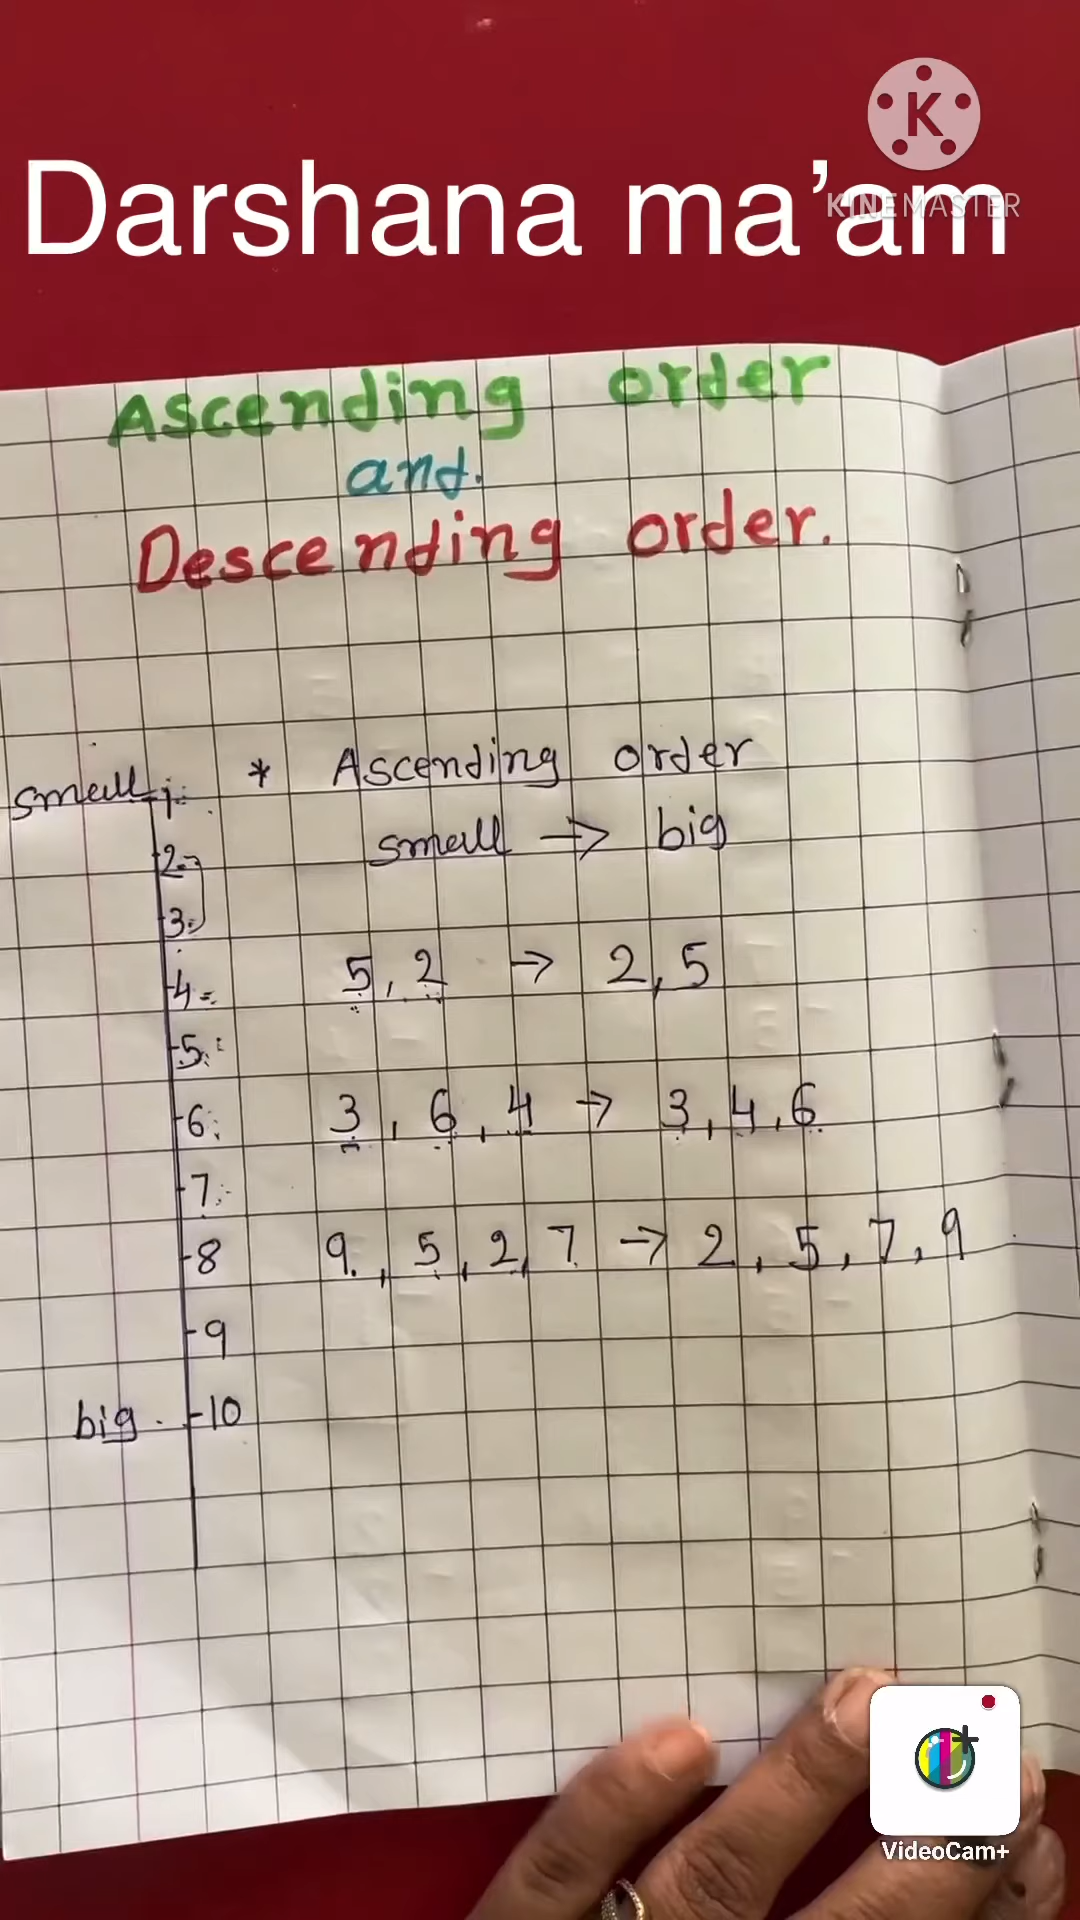 K
KINEMASTER
Darshana ma’am
Ascending order
and.
Descending order.
* Ascending order
small → big
small 1
2
3
4
5
6
7
8
9
big 10
5, 2 → 2, 5
3, 6, 4 → 3, 4, 6
9, 5, 2, 7 → 2, 5, 7, 9
VideoCam+